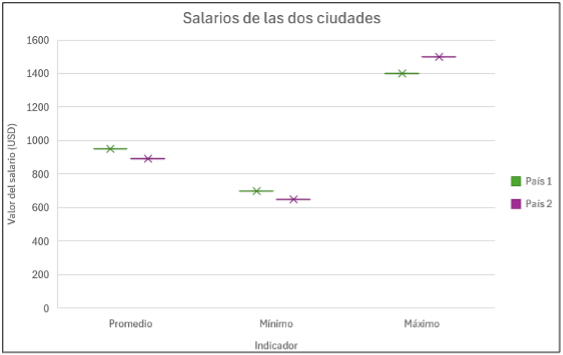 Salarios de las dos ciudades
1600
1400
1200
1000
800
600
400
200
0
Valor del salario (USD)
Promedio Mínimo Máximo
Indicador
País 1
País 2